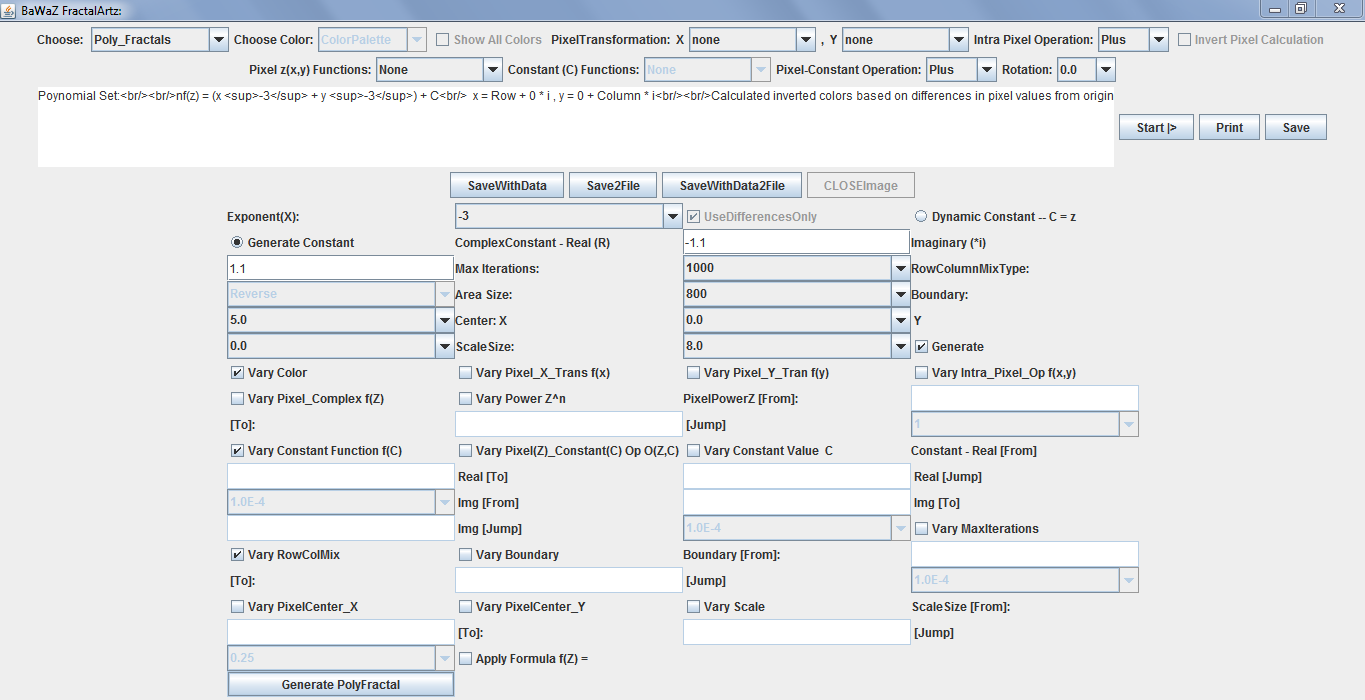 BaWaZ FractalArtz:
Choose: Poly_Fractals Choose Color: ColorPalette Show All Colors PixelTransformation: X none , Y none Intra Pixel Operation: Plus Invert Pixel Calculation
Pixel z(x,y) Functions: None Constant (C) Functions: None Pixel-Constant Operation: Plus Rotation: 0.0
Poynomial Set:<br/><br/>nf(z) = (x <sup>-3</sup> + y <sup>-3</sup>) + C<br/> x = Row + 0 * i , y = 0 + Column * i<br/><br/>Calculated inverted colors based on differences in pixel values from origin
Start |> Print Save
SaveWithData Save2File SaveWithData2File CLOSEImage
Exponent(X): -3 UseDifferencesOnly Dynamic Constant -- C = z
Generate Constant ComplexConstant - Real (R) -1.1 Imaginary (*i)
1.1 Max Iterations: 1000 RowColumnMixType:
Reverse Area Size: 800 Boundary:
5.0 Center: X 0.0 Y
0.0 ScaleSize: 8.0 Generate
Vary Color Vary Pixel_X_Trans f(x) Vary Pixel_Y_Tran f(y) Vary Intra_Pixel_Op f(x,y)
Vary Pixel_Complex f(Z) Vary Power Z^n PixelPowerZ [From]:
[To]: [Jump] 1
Vary Constant Function f(C) Vary Pixel(Z)_Constant(C) Op O(Z,C) Vary Constant Value C Constant - Real [From]
Real [To] Real [Jump]
1.0E-4 Img [From] Img [To]
Img [Jump] 1.0E-4 Vary MaxIterations
Vary RowColMix Vary Boundary Boundary [From]:
[To]: [Jump] 1.0E-4
Vary PixelCenter_X Vary PixelCenter_Y Vary Scale ScaleSize [From]:
[To]: [Jump]
0.25 Apply Formula f(Z) =
Generate PolyFractal